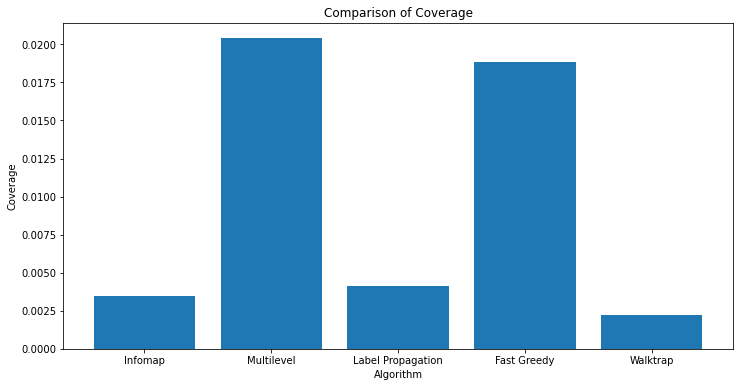 Comparison of Coverage
0.0200
0.0175
0.0150
0.0125
0.0100
0.0075
0.0050
0.0025
0.0000
Coverage
Infomap Multilevel Label Propagation Fast Greedy Walktrap
Algorithm